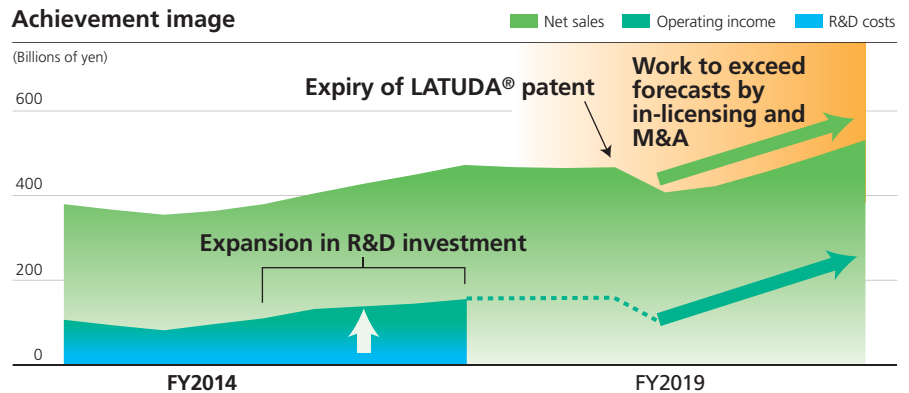 Achievement image
Net sales
Operating income
R&D costs
(Billions of yen)
Expiry of LATUDA® patent
Work to exceed
forecasts by
in-licensing and
M&A
600
400
Expansion in R&D investment
200
0
FY2014
FY2019